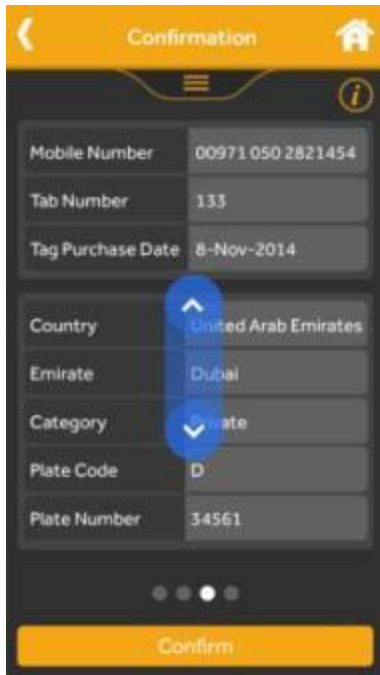 Confirmation
i
Mobile Number 00971 050 2821454
Tab Number 133
Tag Purchase Date 8-Nov-2014
Country United Arab Emirates
Emirate Dubai
Category Private
Plate Code D
Plate Number 34561
Confirm